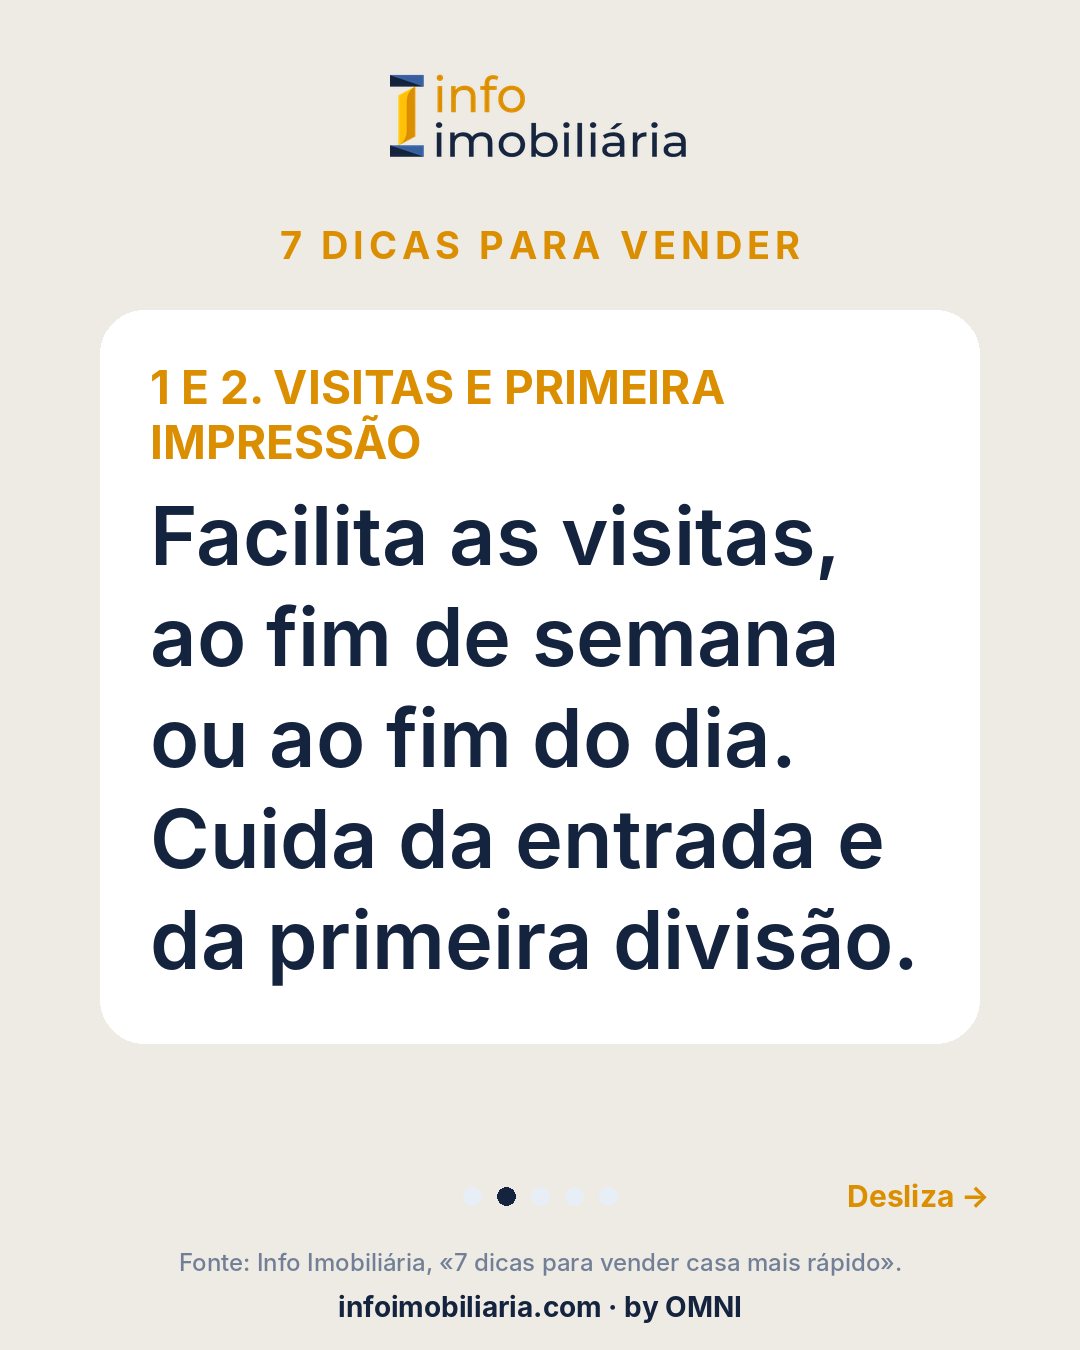 info
imobiliária
7 DICAS PARA VENDER
1 E 2. VISITAS E PRIMEIRA
IMPRESSÃO
Facilita as visitas,
ao fim de semana
ou ao fim do dia.
Cuida da entrada e
da primeira divisão.
Desliza →
Fonte: Info Imobiliária, «7 dicas para vender casa mais rápido».
infoimobiliaria.com · by OMNI